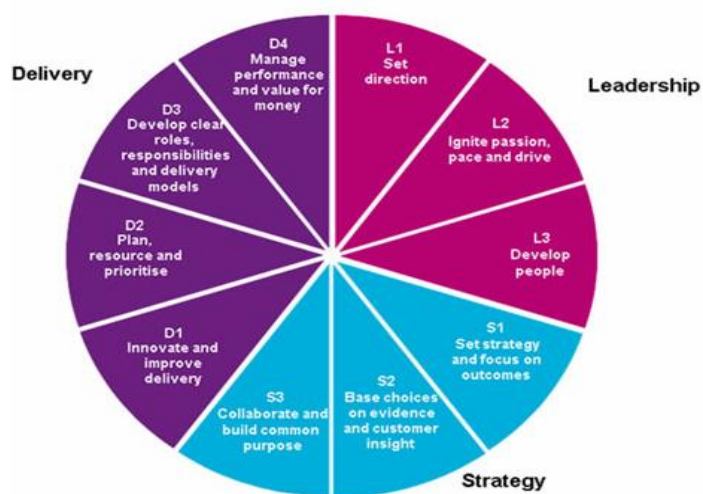 Delivery
Leadership
Strategy
L1
Set
direction
L2
Ignite passion,
pace and drive
L3
Develop
people
S1
Set strategy
and focus on
outcomes
S2
Base choices
on evidence
and customer
insight
S3
Collaborate and
build common
purpose
D1
Innovate and
improve
delivery
D2
Plan,
resource and
prioritise
D3
Develop clear
roles,
responsibilities
and delivery
models
D4
Manage
performance
and value for
money